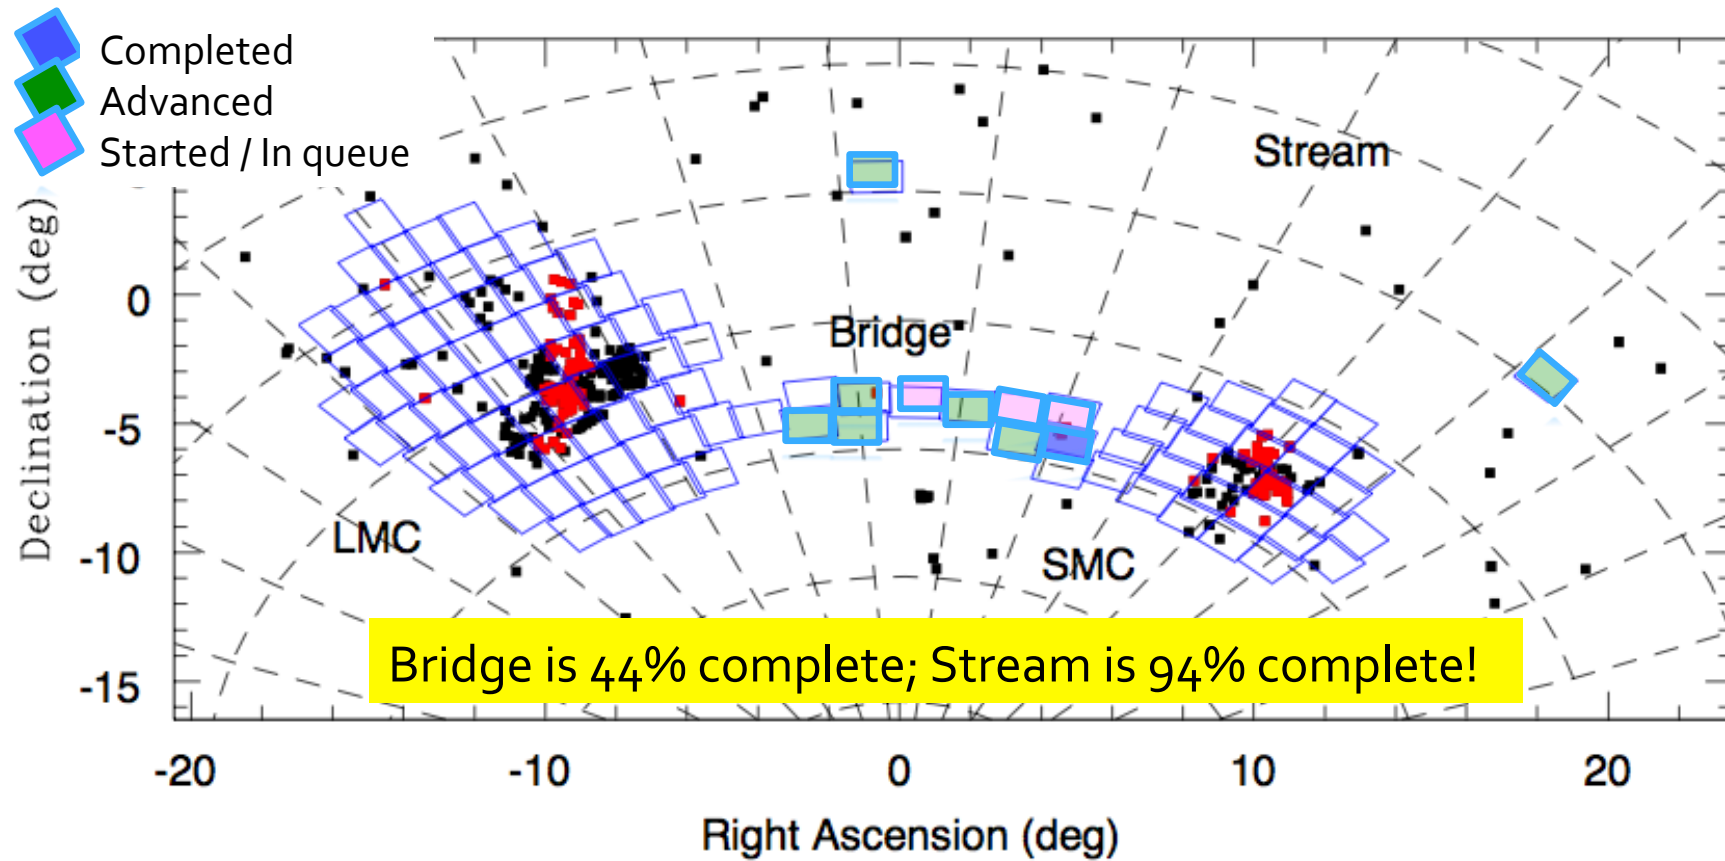 Completed
Advanced
Started / In queue
Stream
Bridge
LMC
SMC
Declination (deg)
0
-5
-10
-15
Bridge is 44% complete; Stream is 94% complete!
-20
-10
0
10
20
Right Ascension (deg)